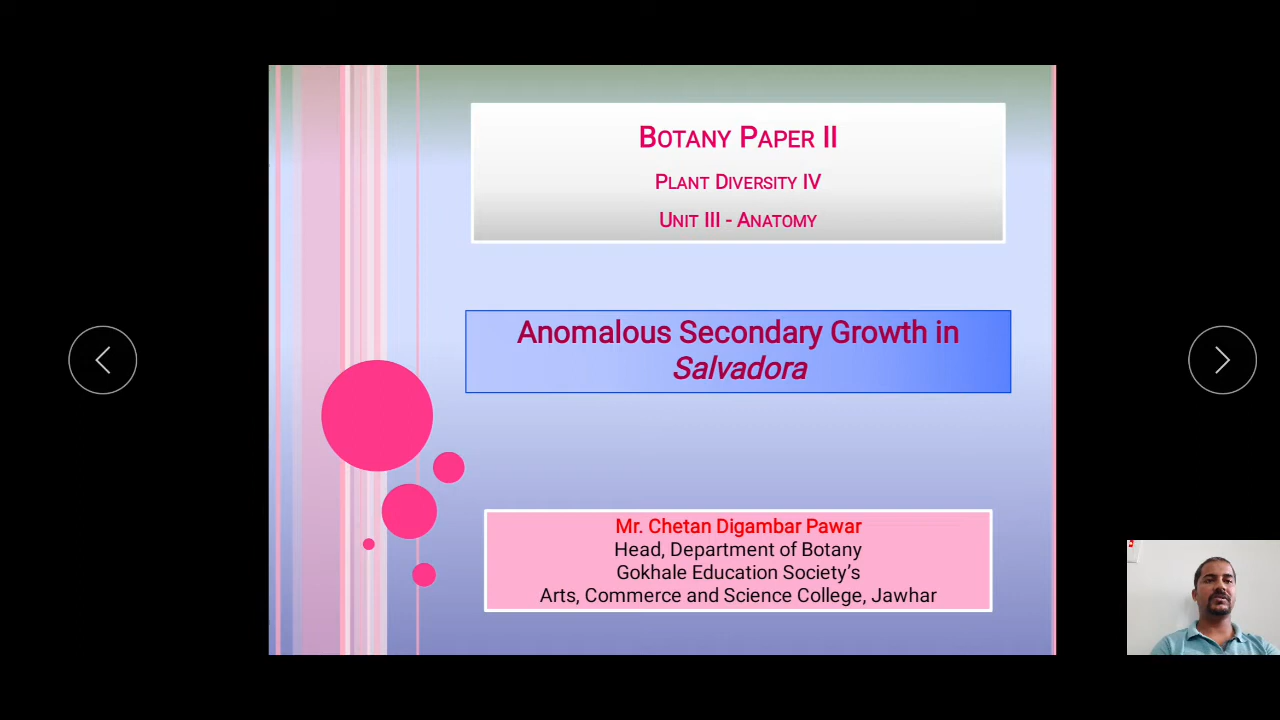 Botany Paper II
Plant Diversity IV
Unit III - Anatomy
Anomalous Secondary Growth in
Salvadora
Mr. Chetan Digambar Pawar
Head, Department of Botany
Gokhale Education Society's
Arts, Commerce and Science College, Jawhar